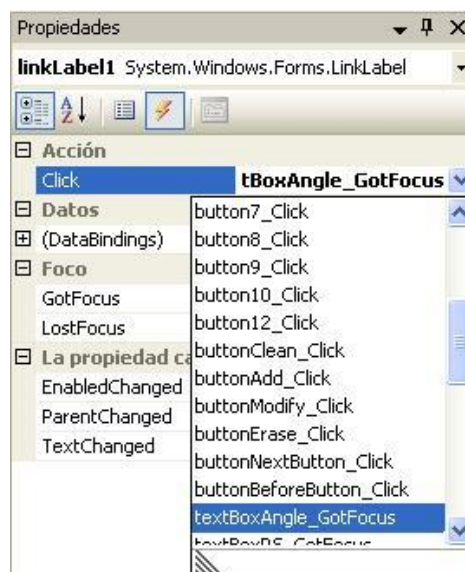 Propiedades
linkLabel1 System.Windows.Forms.LinkLabel
Acción
Click tBoxAngle_GotFocus
Datos
(DataBindings)
Foco
GotFocus
LostFocus
La propiedad ca
EnabledChanged
ParentChanged
TextChanged
button7_Click
button8_Click
button9_Click
button10_Click
button12_Click
buttonClean_Click
buttonAdd_Click
buttonModify_Click
buttonErase_Click
buttonNextButton_Click
buttonBeforeButton_Click
textBoxAngle_GotFocus